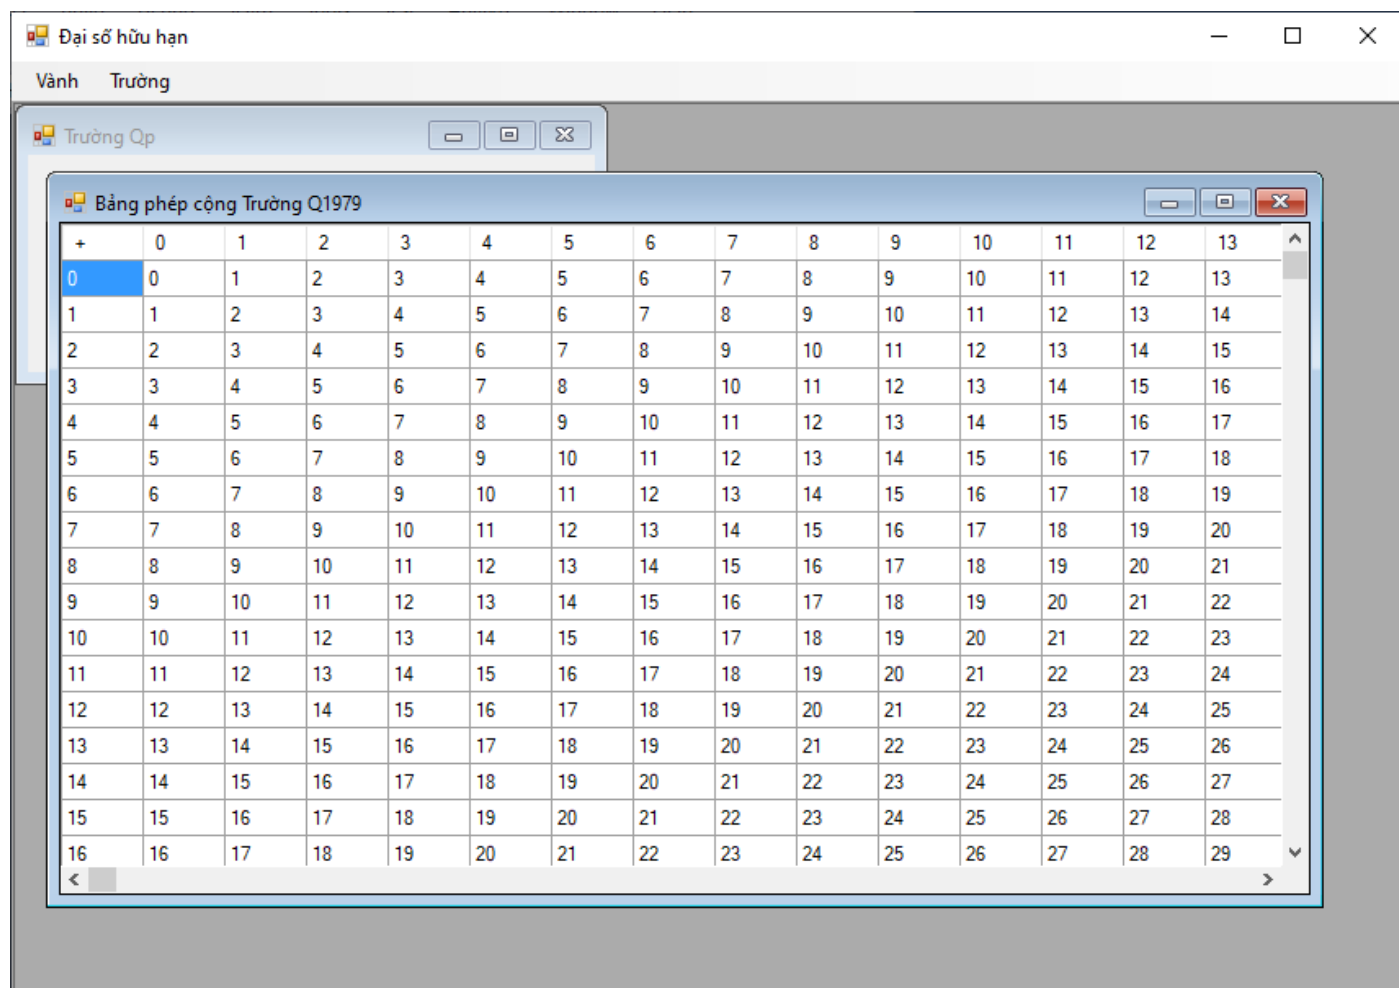 Đại số hữu hạn
Vành Trường
Trường Qp
Bảng phép cộng Trường Q1979
+ 0 1 2 3 4 5 6 7 8 9 10 11 12 13
0 0 1 2 3 4 5 6 7 8 9 10 11 12 13
1 1 2 3 4 5 6 7 8 9 10 11 12 13 14
2 2 3 4 5 6 7 8 9 10 11 12 13 14 15
3 3 4 5 6 7 8 9 10 11 12 13 14 15 16
4 4 5 6 7 8 9 10 11 12 13 14 15 16 17
5 5 6 7 8 9 10 11 12 13 14 15 16 17 18
6 6 7 8 9 10 11 12 13 14 15 16 17 18 19
7 7 8 9 10 11 12 13 14 15 16 17 18 19 20
8 8 9 10 11 12 13 14 15 16 17 18 19 20 21
9 9 10 11 12 13 14 15 16 17 18 19 20 21 22
10 10 11 12 13 14 15 16 17 18 19 20 21 22 23
11 11 12 13 14 15 16 17 18 19 20 21 22 23 24
12 12 13 14 15 16 17 18 19 20 21 22 23 24 25
13 13 14 15 16 17 18 19 20 21 22 23 24 25 26
14 14 15 16 17 18 19 20 21 22 23 24 25 26 27
15 15 16 17 18 19 20 21 22 23 24 25 26 27 28
16 16 17 18 19 20 21 22 23 24 25 26 27 28 29